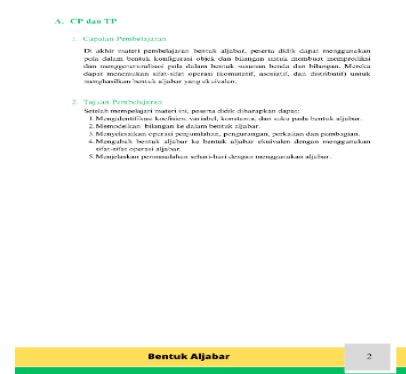 A. CP dan TP
1. Capaian Pembelajaran
Di akhir materi pembelajaran bentuk aljabar, peserta didik dapat menggunakan
pola dalam bentuk konfigurasi objek dan bilangan untuk membuat memprediksi
dan menggeneralisasi pola dalam bentuk susunan benda dan bilangan. Mereka
dapat menemukan sifat-sifat operasi (komutatif, asosiatif, dan distributif) untuk
menghasilkan bentuk aljabar yang ekuivalen.
2. Tujuan Pembelajaran
Setelah mempelajari materi ini, peserta didik diharapkan dapat:
1. Mengidentifikasi koefisien, variabel, konstanta, dan suku pada bentuk aljabar.
2. Memodelkan bilangan ke dalam bentuk aljabar.
3. Menyelesaikan operasi penjumlahan, pengurangan, perkalian dan pembagian.
4. Mengubah bentuk aljabar ke bentuk aljabar ekuivalen dengan menggunakan
sifat-sifat operasi aljabar.
5. Menjelaskan permasalahan sehari-hari dengan menggunakan aljabar.
Bentuk Aljabar
2